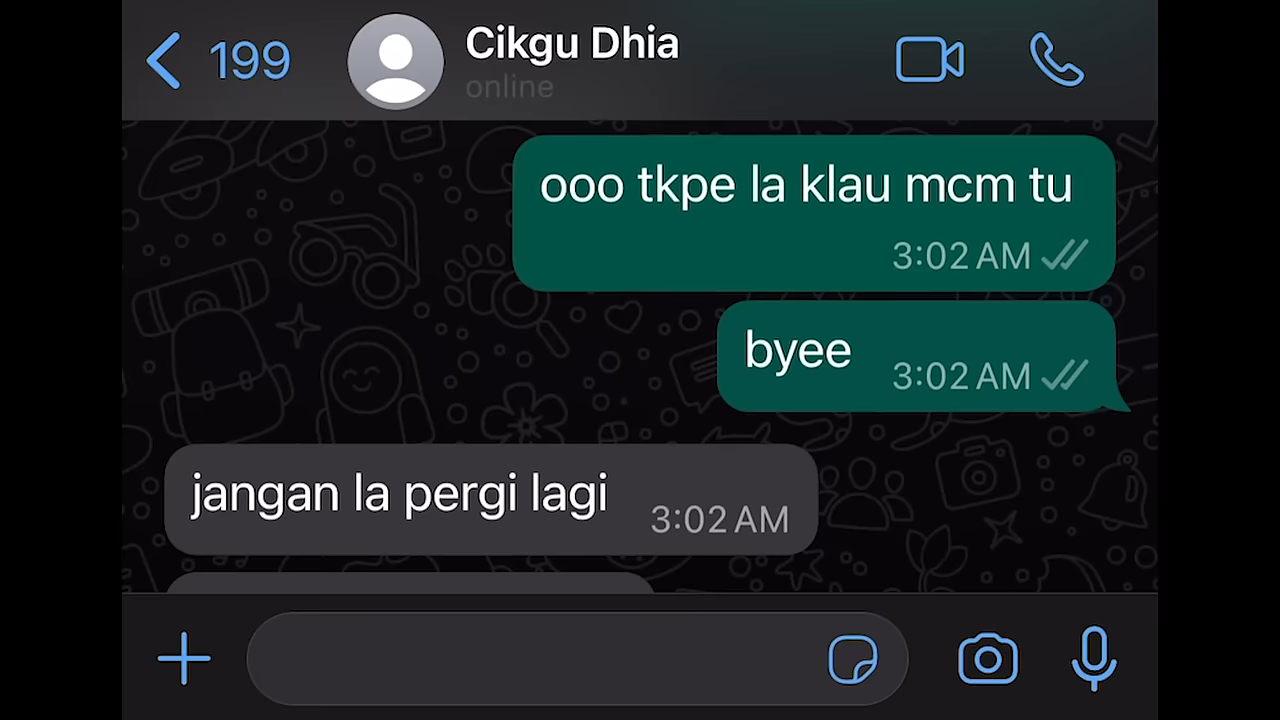 199
Cikgu Dhia
online
ooo tkpe la klau mcm tu
3:02 AM
byee
3:02 AM
jangan la pergi lagi
3:02 AM